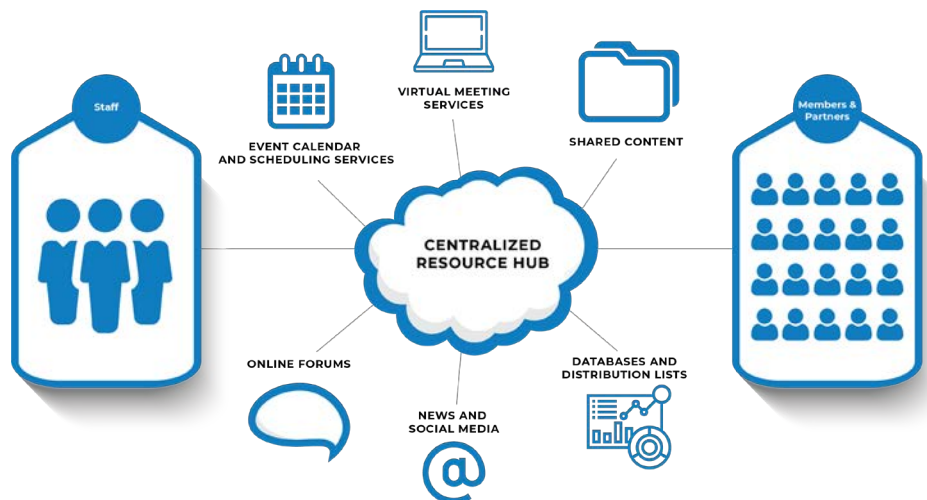 Staff
EVENT CALENDAR
AND SCHEDULING SERVICES
VIRTUAL MEETING
SERVICES
SHARED CONTENT
Members &
Partners
CENTRALIZED
RESOURCE HUB
ONLINE FORUMS
NEWS AND
SOCIAL MEDIA
@
DATABASES AND
DISTRIBUTION LISTS